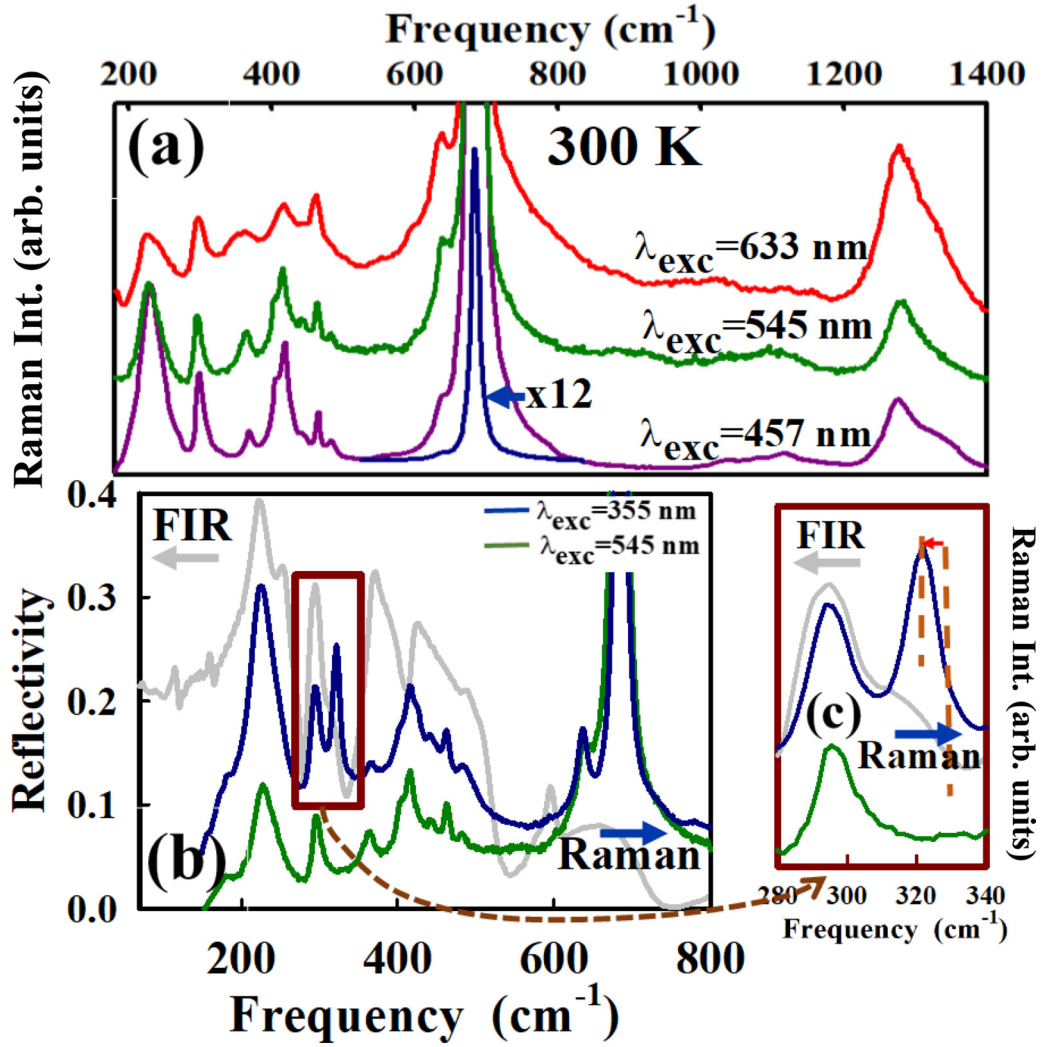 Frequency (cm⁻¹)
200 400 600 800 1000 1200 1400
Raman Int. (arb. units)
(a)
300 K
λexc=633 nm
λexc=545 nm
x12
λexc=457 nm
0.4
0.3
0.2
0.1
0.0
Reflectivity
FIR
λexc=355 nm
λexc=545 nm
(b)
Raman
200 400 600 800
Frequency (cm⁻¹)
FIR
(c)
Raman
Raman Int. (arb. units)
280 300 320 340
Frequency (cm⁻¹)